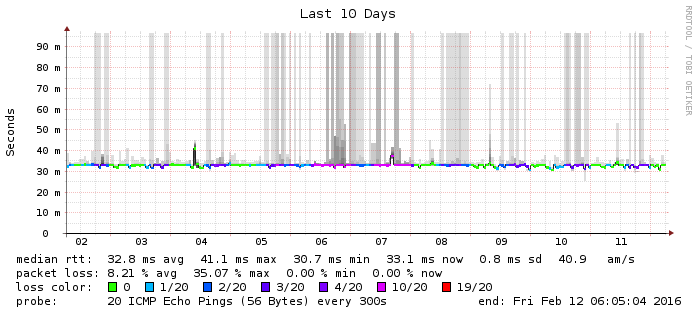 Last 10 Days
RRDTOOL / TOBI OETIKER
Seconds
90 m
80 m
70 m
60 m
50 m
40 m
30 m
20 m
10 m
0
02 03 04 05 06 07 08 09 10 11
median rtt: 32.8 ms avg 41.1 ms max 30.7 ms min 33.1 ms now 0.8 ms sd 40.9 am/s
packet loss: 8.21 % avg 35.07 % max 0.00 % min 0.00 % now
loss color: 0 1/20 2/20 3/20 4/20 10/20 19/20
probe: 20 ICMP Echo Pings (56 Bytes) every 300s end: Fri Feb 12 06:05:04 2016